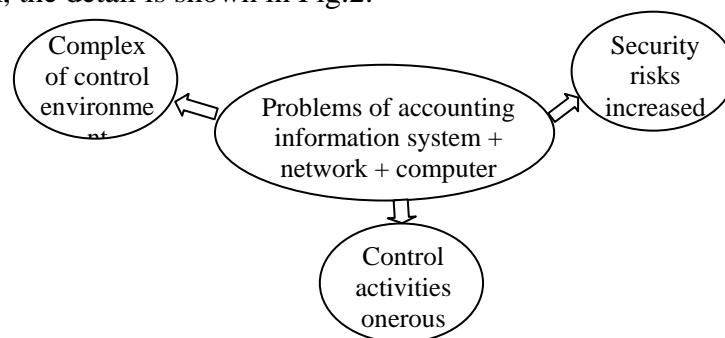 , the detail is shown in Fig.2.
Complex
of control
environme
nt
Problems of accounting
information system +
network + computer
Security
risks
increased
Control
activities
onerous